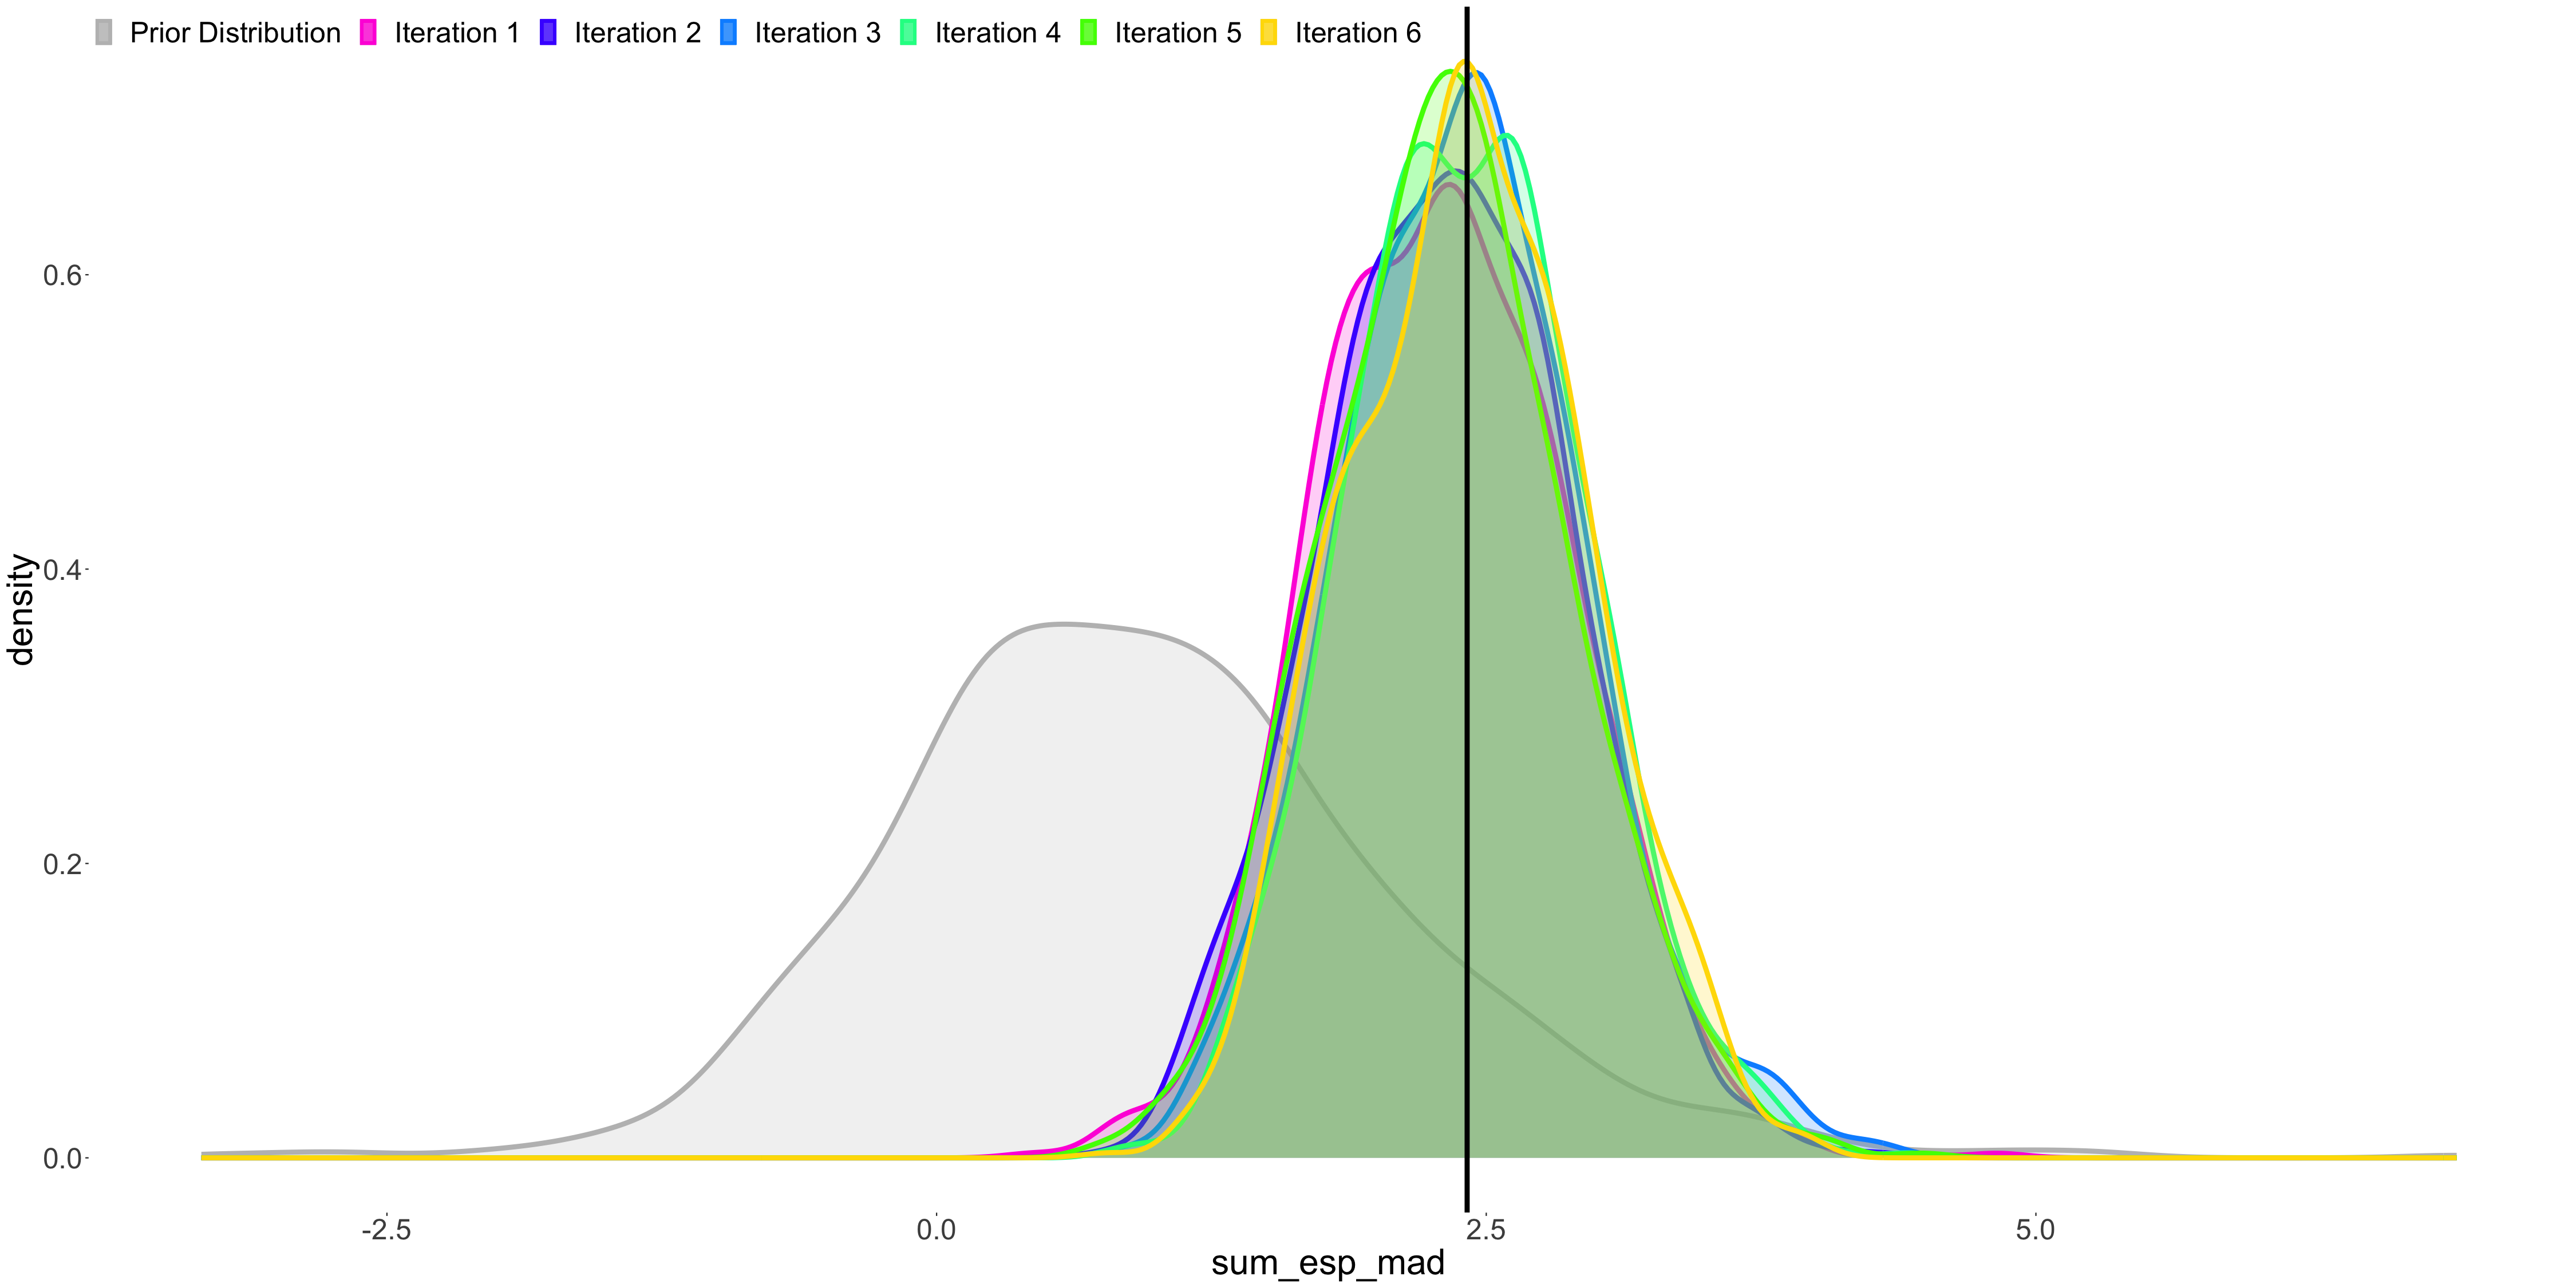 Prior Distribution Iteration 1 Iteration 2 Iteration 3 Iteration 4 Iteration 5 Iteration 6
density
0.6
0.4
0.2
0.0
-2.5 0.0 2.5 5.0
sum_esp_mad